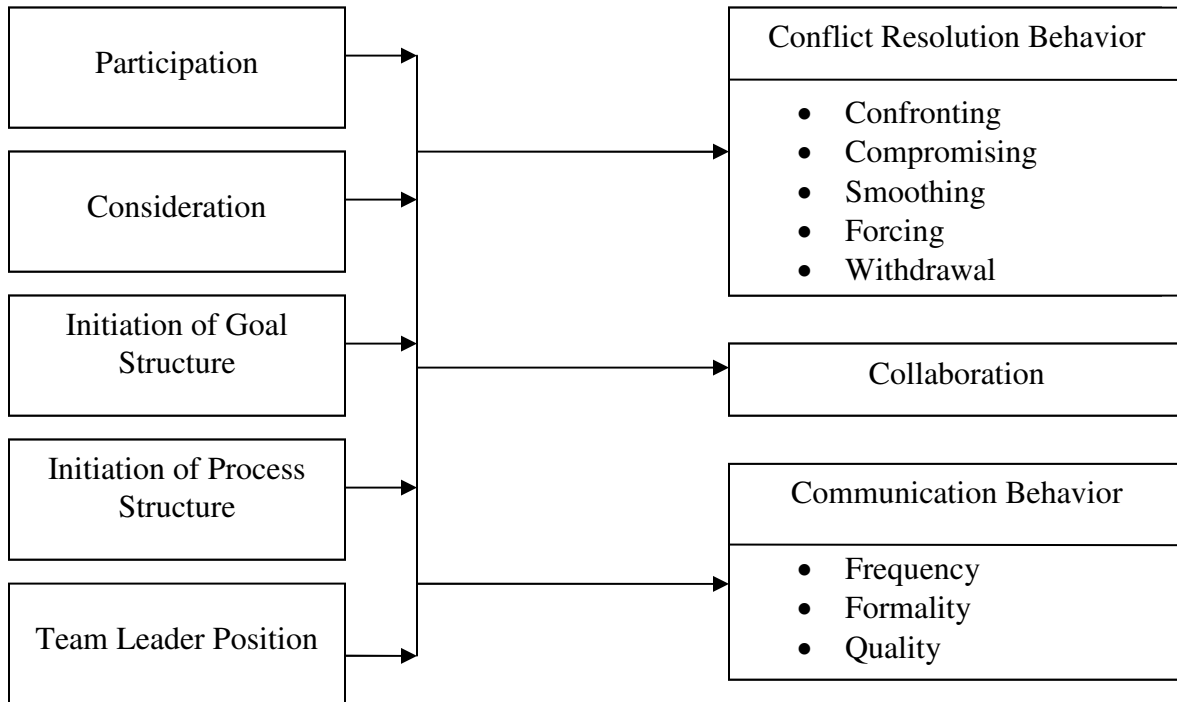 Participation
Consideration
Initiation of Goal
Structure
Initiation of Process
Structure
Team Leader Position
Conflict Resolution Behavior
• Confronting
• Compromising
• Smoothing
• Forcing
• Withdrawal
Collaboration
Communication Behavior
• Frequency
• Formality
• Quality